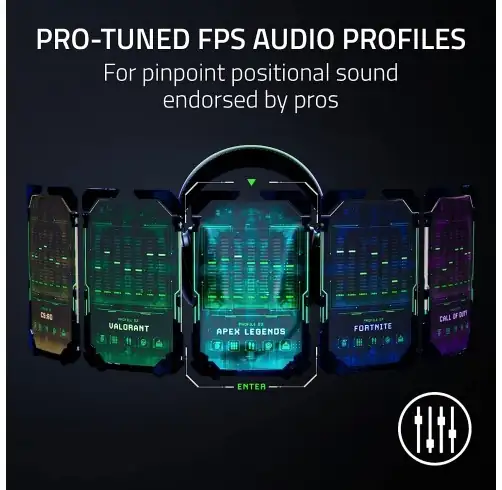 PRO-TUNED FPS AUDIO PROFILES
For pinpoint positional sound
endorsed by pros
CS:GO
VALORANT
APEX LEGENDS
FORTNITE
CALL OF DUTY
ENTER